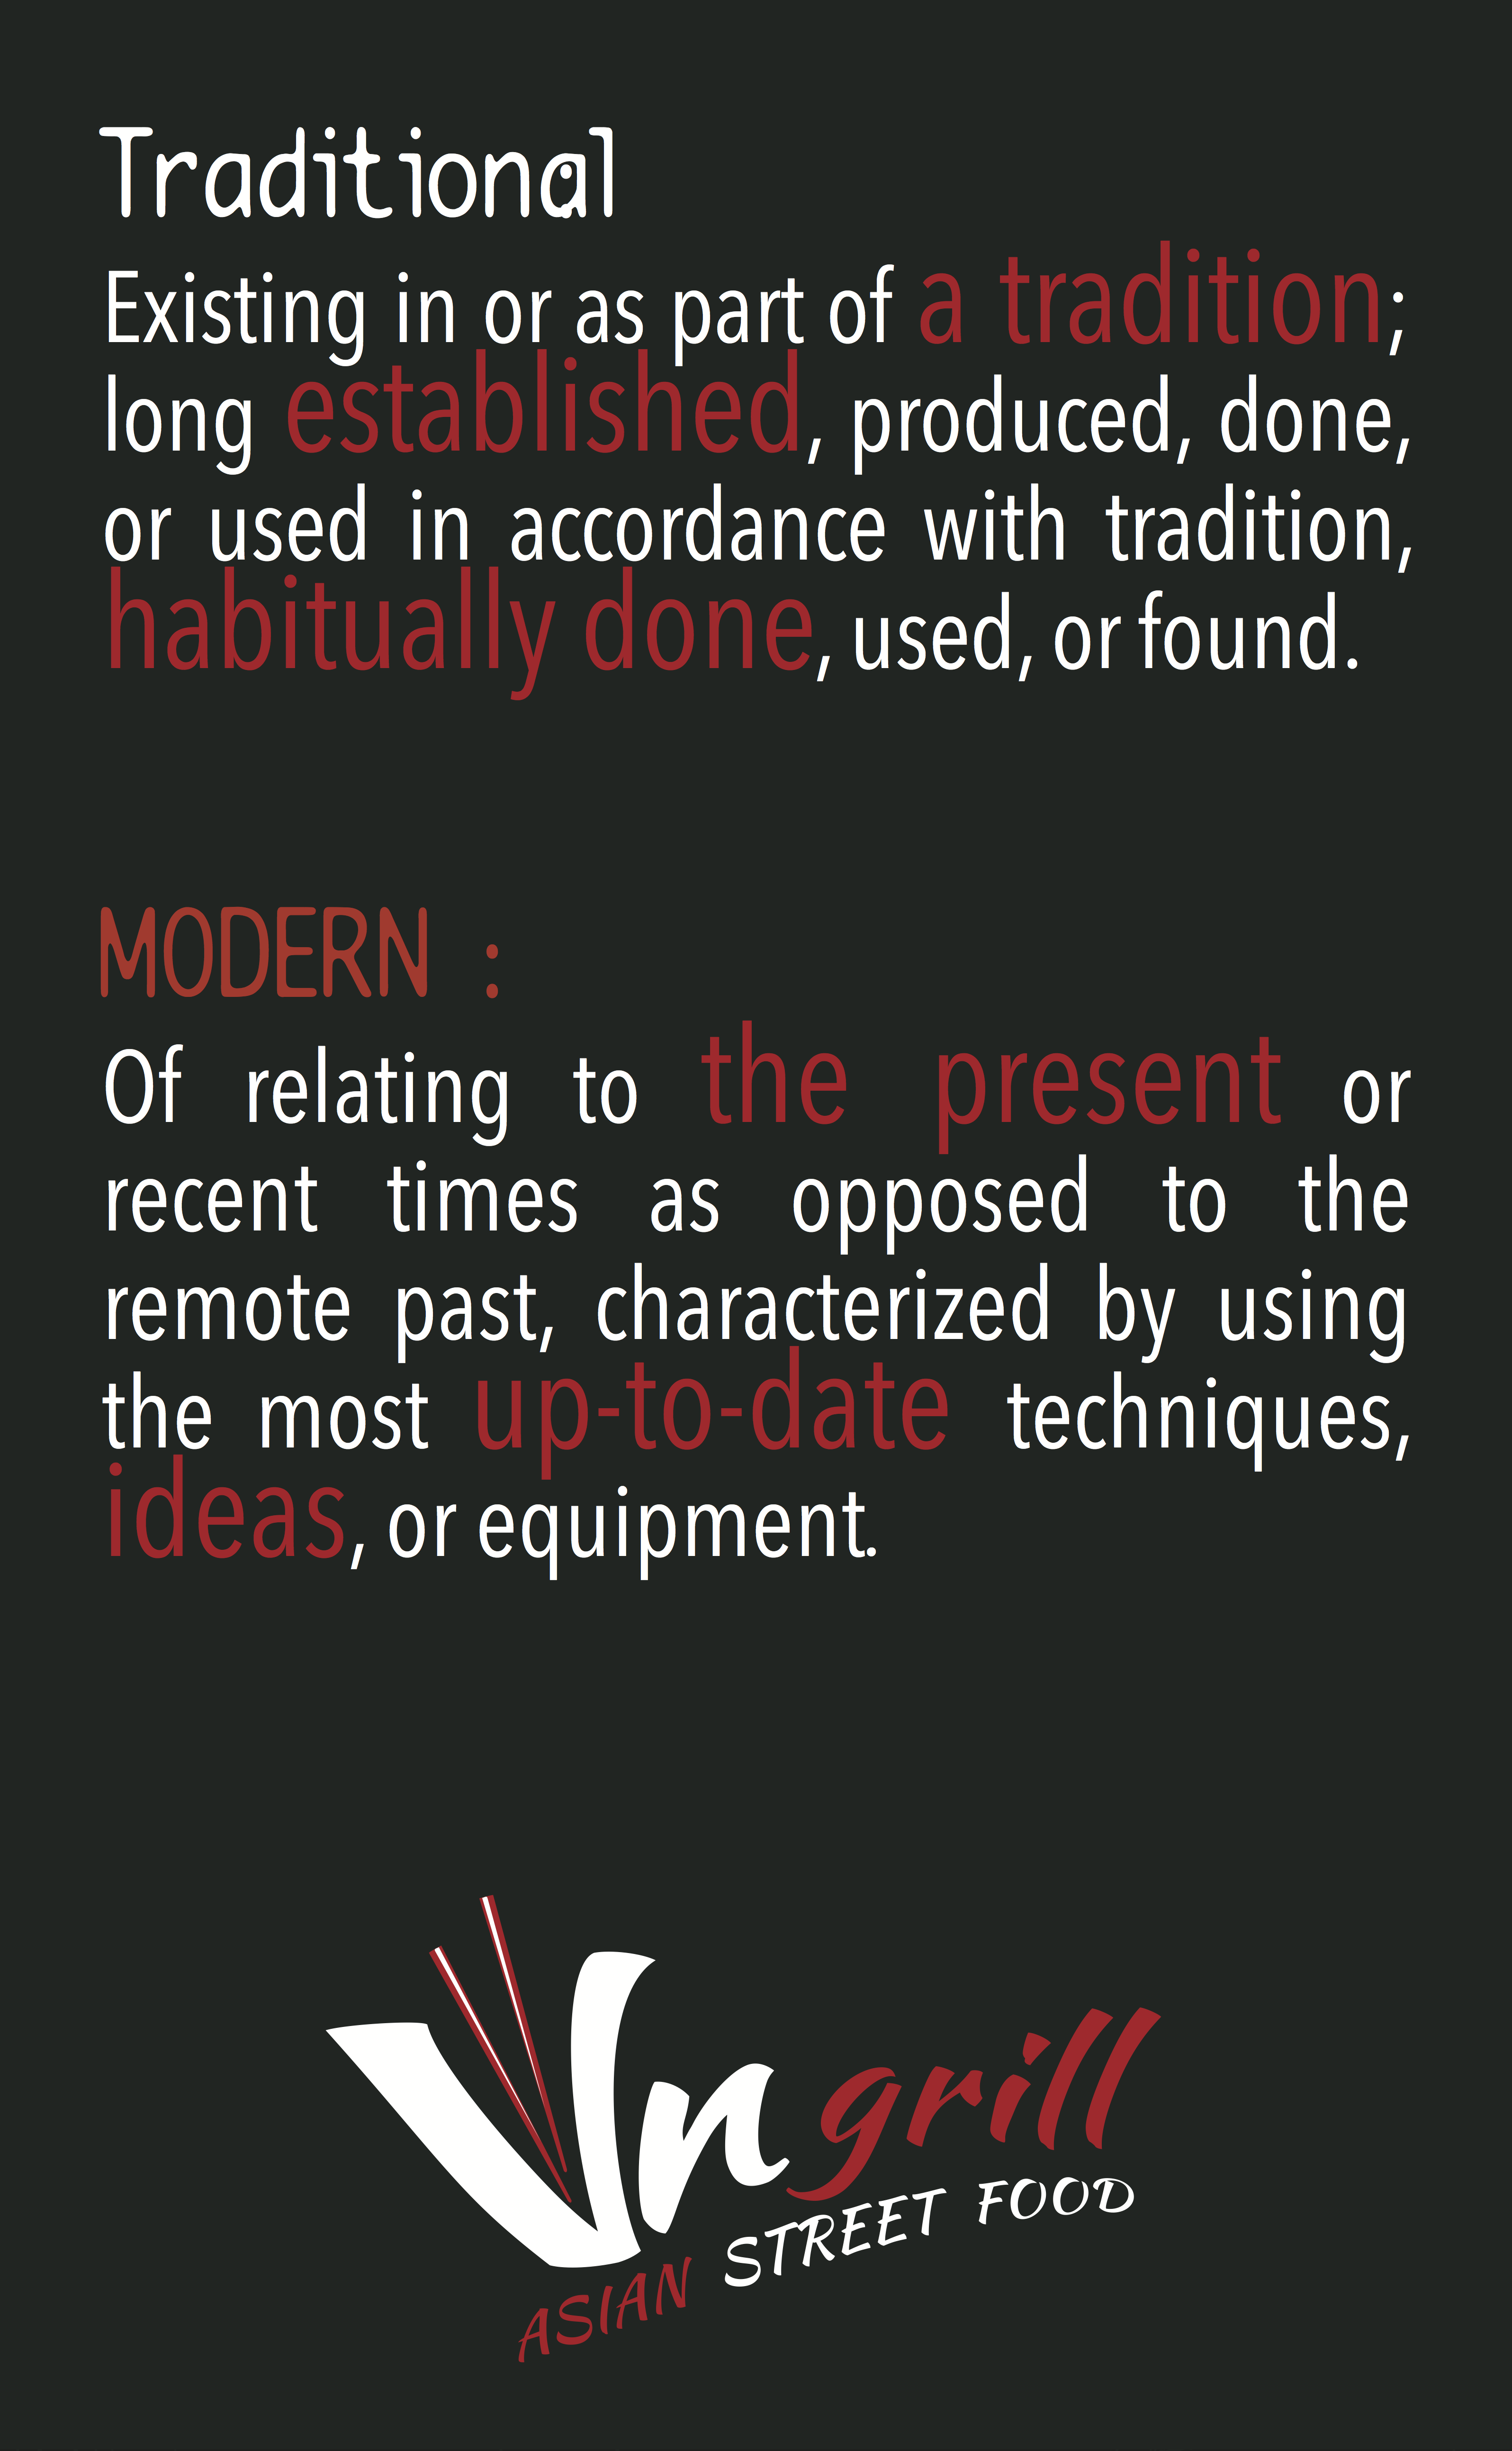 Traditional :
Existing in or as part of a tradition;
long established, produced, done,
or used in accordance with tradition,
habitually done, used, or found.
MODERN :
Of relating to the present or
recent times as opposed to the
remote past, characterized by using
the most up-to-date techniques,
ideas, or equipment.
Vngrill
ASIAN STREET FOOD